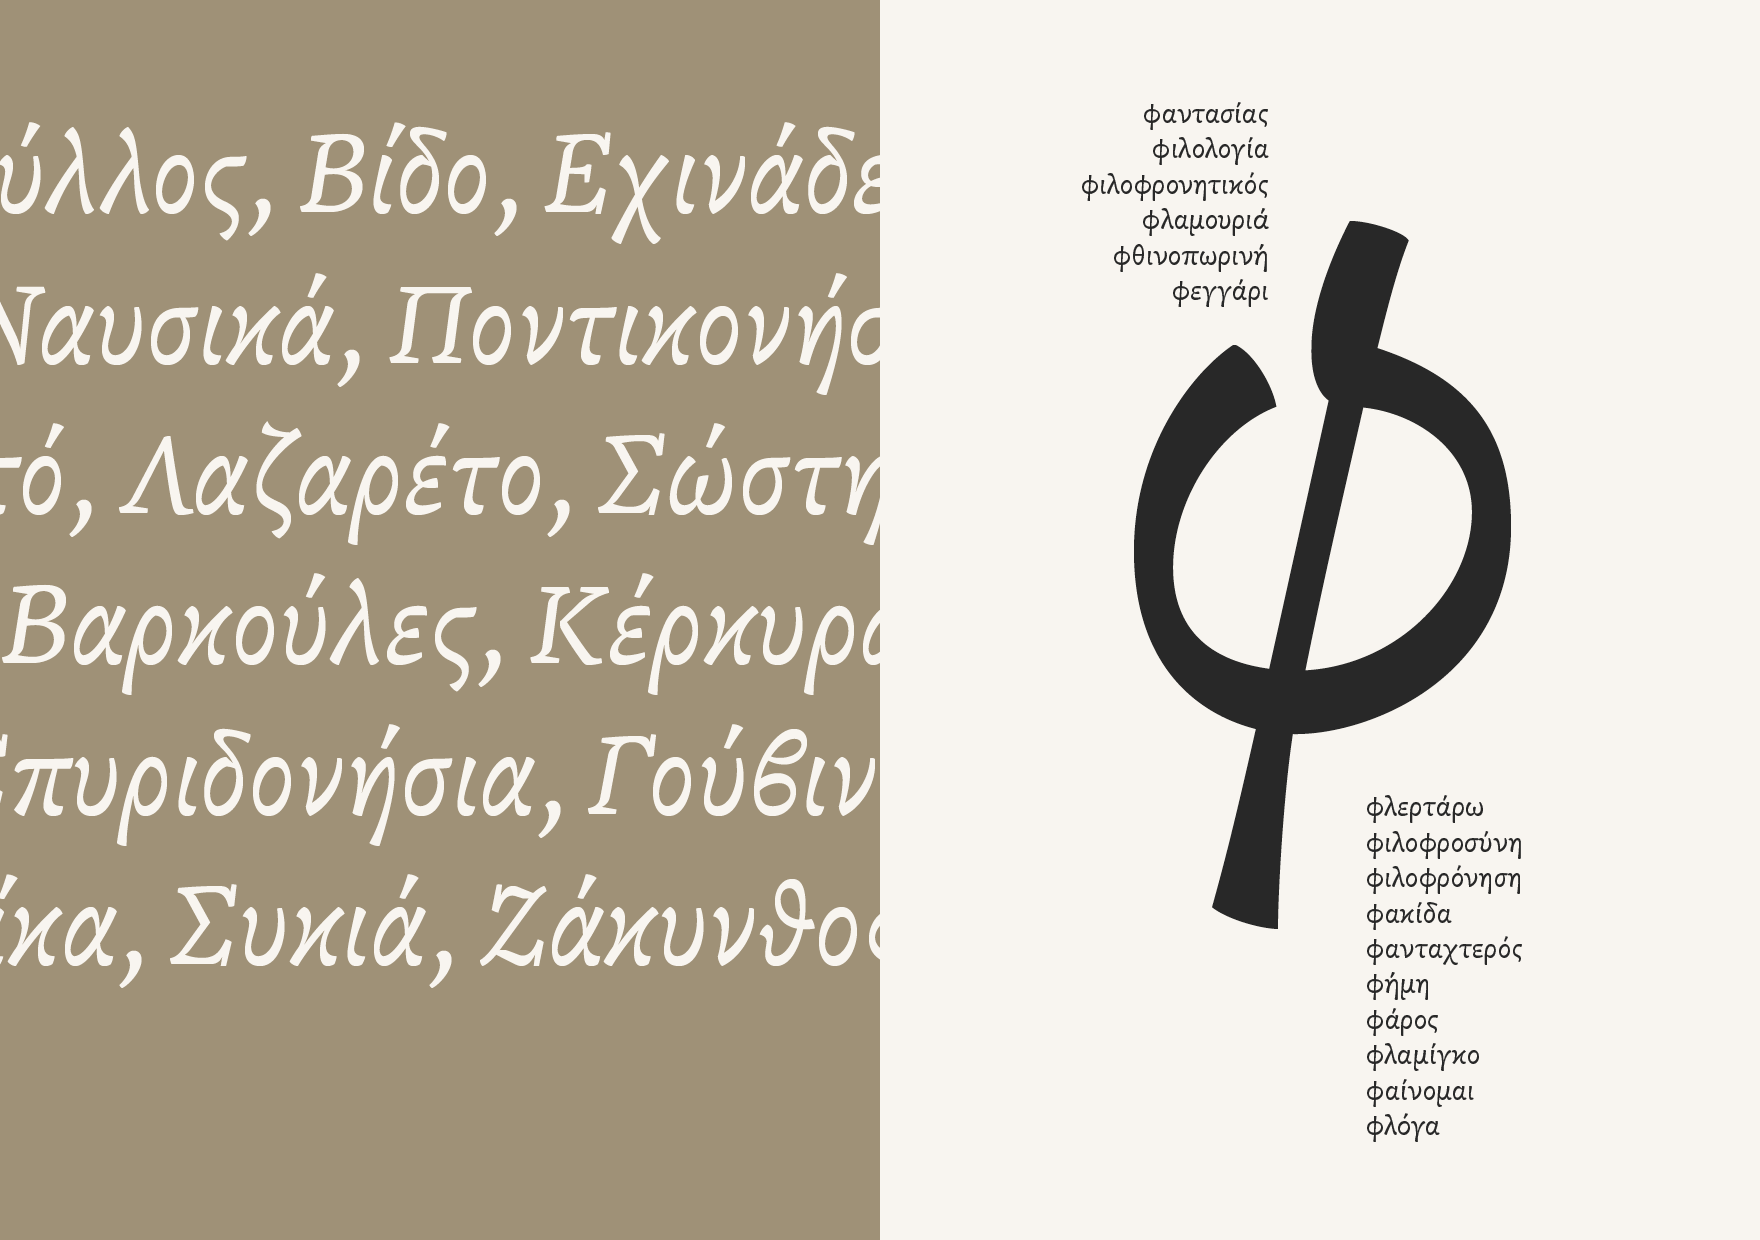 ύλλος, Βίδο, Εχινάδε
Ναυσικά, Ποντικονήσ
τό, Λαζαρέτο, Σώστη
Βαρκούλες, Κέρκυρα
Σπυριδονήσια, Γούβιν
ίκα, Συκιά, Ζάκυνθος
φαντασίας
φιλολογία
φιλοφρονητικός
φλαμουριά
φθινοπωρινή
φεγγάρι
φ
φλερτάρω
φιλοφροσύνη
φιλοφρόνηση
φακίδα
φανταχτερός
φήμη
φάρος
φλαμίγκο
φαίνομαι
φλόγα